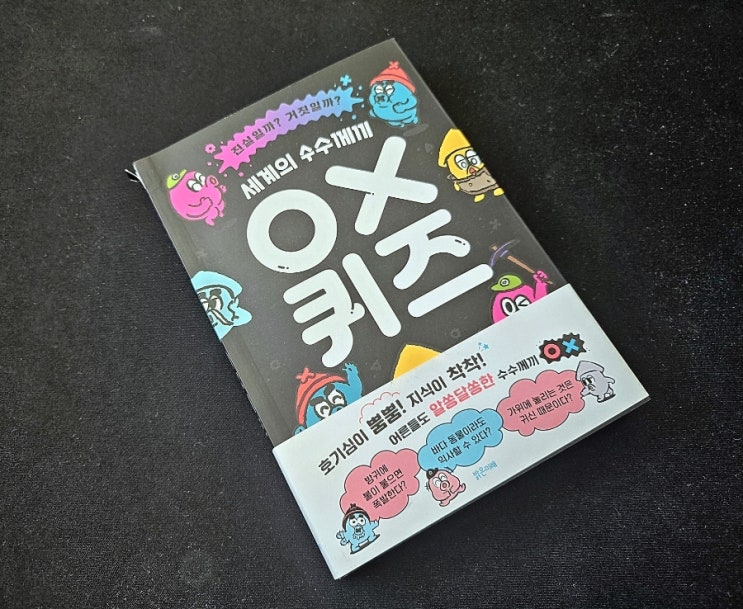 진실일까? 거짓일까?
세계의 수수께끼
OX
퀴즈
호기심이 뿜뿜! 지식이 착착!
어른들도 알쏭달쏭한 수수께끼 OX
방귀에
불이 붙으면
폭발한다?
바다 동물이라도
익사할 수 있다?
가위에 눌리는 것은
귀신 때문이다?
밝은미래